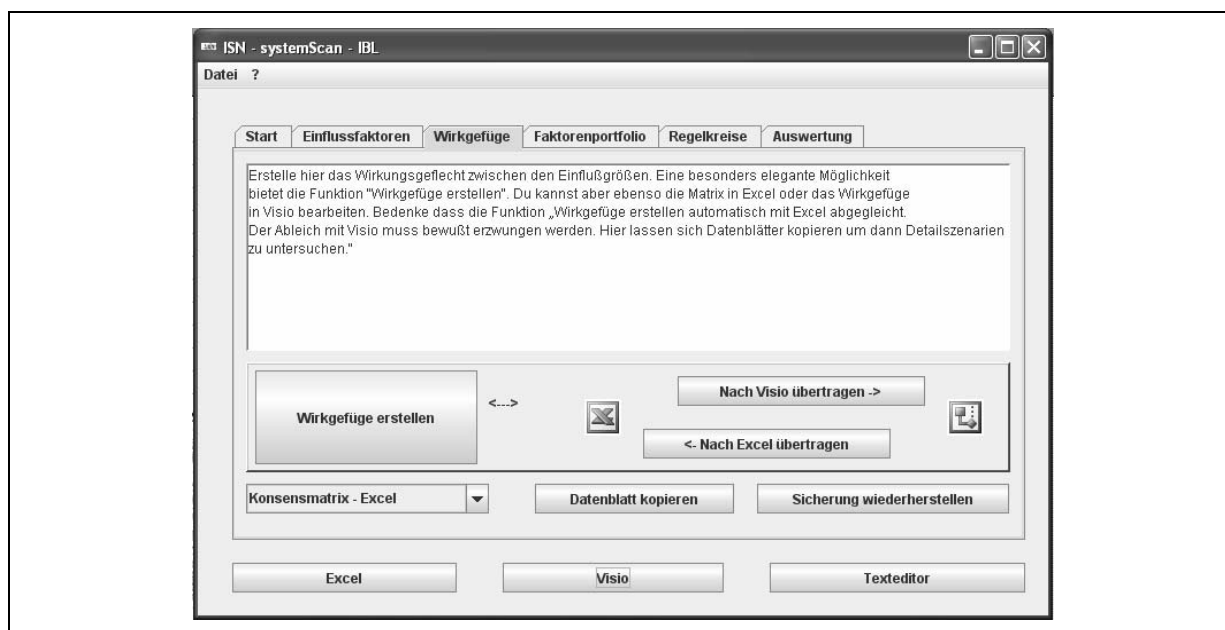 ISN - systemScan - IBL
Datei ?
Start Einflussfaktoren Wirkgefüge Faktorenportfolio Regelkreise Auswertung
Erstelle hier das Wirkungsgeflecht zwischen den Einflußgrößen. Eine besonders elegante Möglichkeit
bietet die Funktion "Wirkgefüge erstellen". Du kannst aber ebenso die Matrix in Excel oder das Wirkgefüge
in Visio bearbeiten. Bedenke dass die Funktion „Wirkgefüge erstellen automatisch mit Excel abgegleicht.
Der Ableich mit Visio muss bewußt erzwungen werden. Hier lassen sich Datenblätter kopieren um dann Detailszenarien
zu untersuchen."
Wirkgefüge erstellen <---> Nach Visio übertragen ->
<- Nach Excel übertragen
Konsensmatrix - Excel Datenblatt kopieren Sicherung wiederherstellen
Excel Visio Texteditor